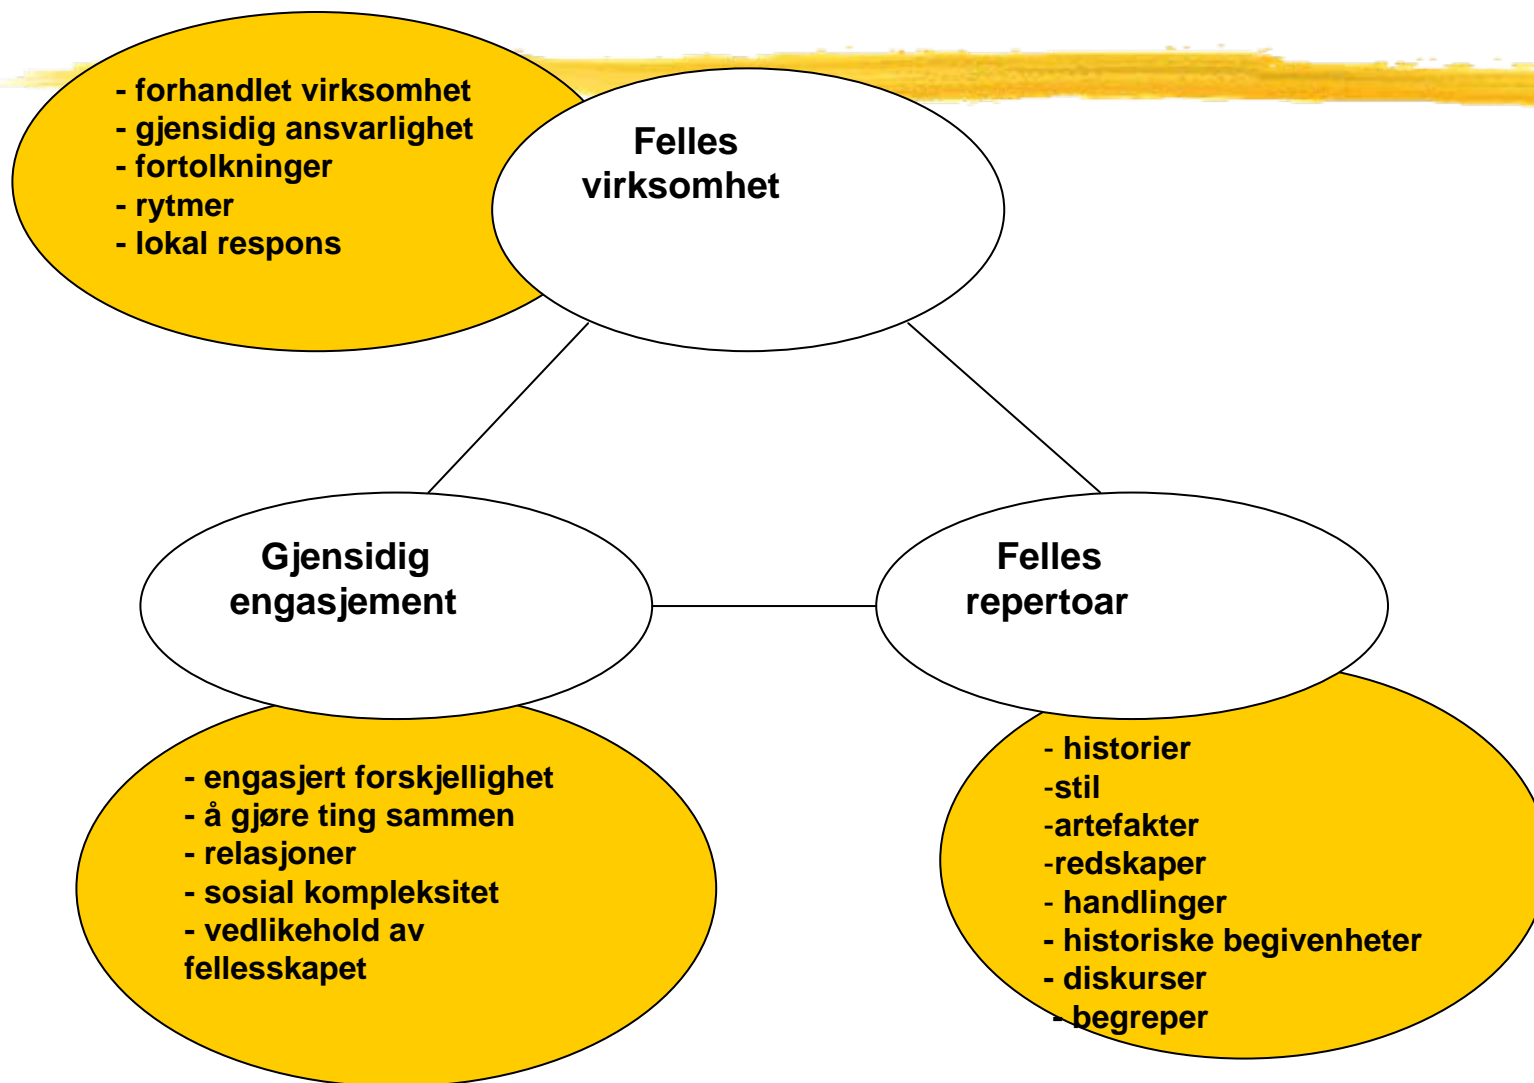 - forhandlet virksomhet
- gjensidig ansvarlighet
- fortolkninger
- rytmer
- lokal respons
Felles
virksomhet
Gjensidig
engasjement
Felles
repertoar
- engasjert forskjellighet
- å gjøre ting sammen
- relasjoner
- sosial kompleksitet
- vedlikehold av
fellesskapet
- historier
-stil
-artefakter
-redskaper
- handlinger
- historiske begivenheter
- diskurser
- begreper